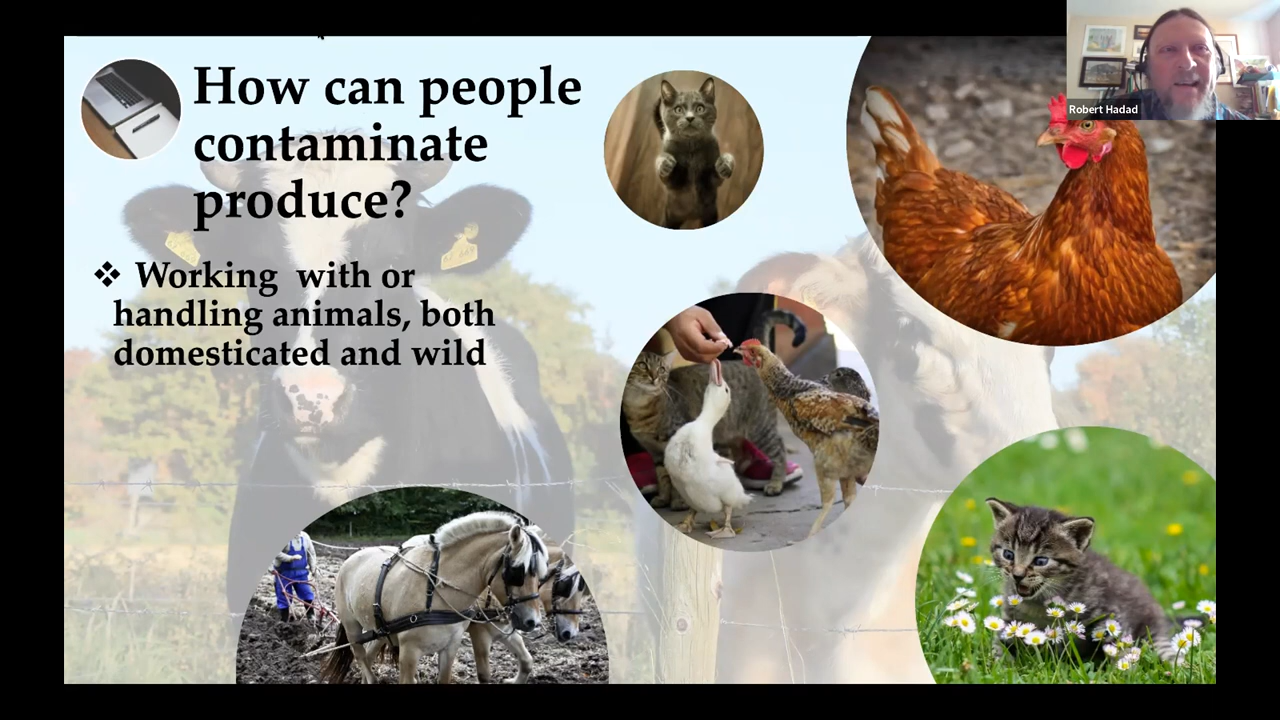 How can people
contaminate
produce?
❖ Working with or
handling animals, both
domesticated and wild
Robert Hadad